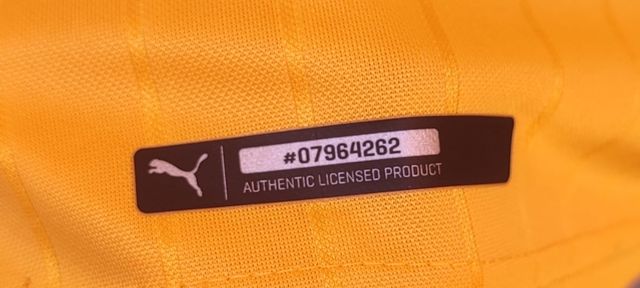 #07964262
AUTHENTIC LICENSED PRODUCT